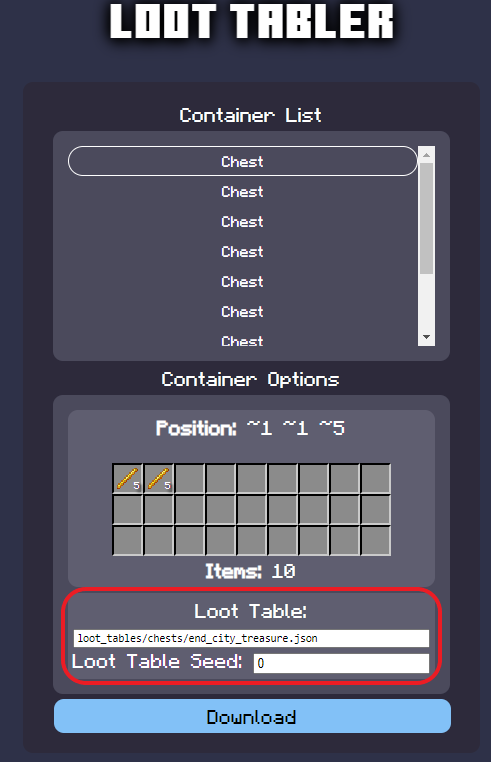 LOOT TABLER
Container List
Chest
Chest
Chest
Chest
Chest
Chest
Chest
Container Options
Position: ~1 ~1 ~5
5 5
Items: 10
Loot Table:
loot_tables/chests/end_city_treasure.json
Loot Table Seed: 0
Download